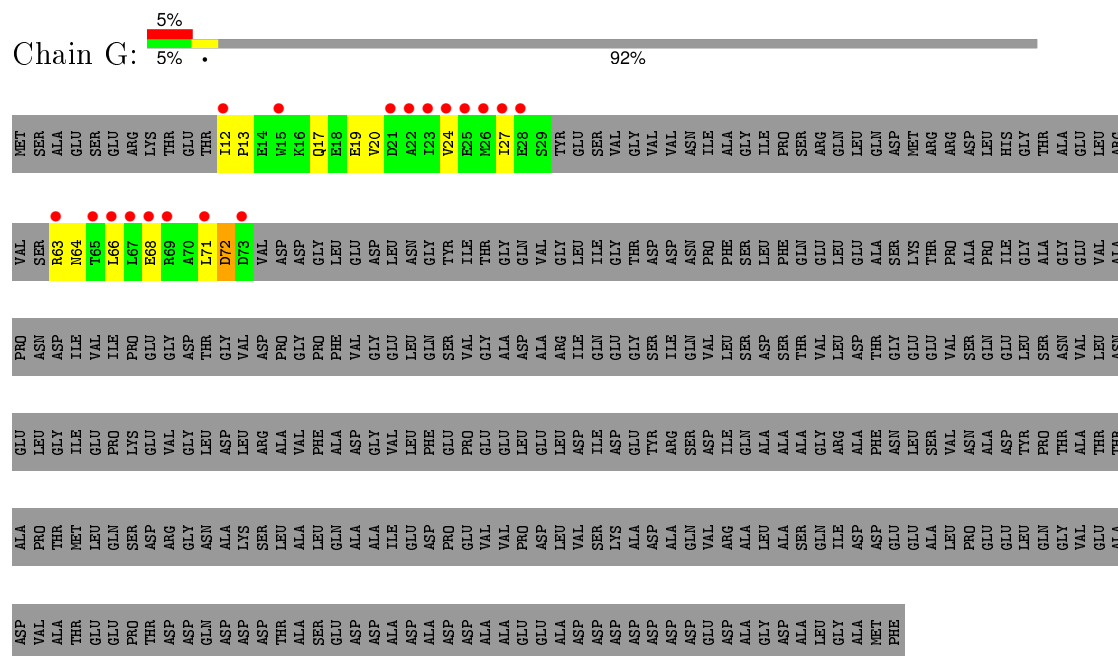 5%
Chain G:
5% • 92%
MET SER ALA GLU SER GLU ARG LYS THR GLU THR I12 P13 E14 W15 K16 Q17 E18 E19 V20 D21 A22 I23 V24 E25 M26 I27 E28 S29 TYR GLU SER VAL GLY VAL VAL ASN ILE ALA GLY ILE PRO SER ARG GLN LEU GLN ASP MET ARG ARG ASP LEU HIS GLY THR ALA GLU LEU ARG
VAL SER R63 N64 T65 L66 L67 E68 R69 A70 L71 D72 D73 VAL ASP ASP GLY LEU GLU ASP LEU ASN GLY TYR ILE THR GLY GLN VAL GLY LEU ILE GLY THR ASP ASP ASN PRO PHE SER LEU PHE GLN GLU LEU GLU ALA SER LYS THR PRO ALA PRO ILE GLY ALA GLY GLU VAL ALA
PRO ASN ASP ILE VAL ILE PRO GLU GLY ASP THR GLY VAL ASP PRO GLY PRO PHE VAL GLY GLU LEU GLN SER VAL GLY ALA ASP ALA ARG ILE GLN GLU GLY SER ILE GLN VAL LEU SER ASP SER THR VAL LEU ASP THR GLY GLU GLU VAL SER GLN GLU LEU SER ASN VAL LEU ASN
GLU LEU GLY ILE GLU PRO LYS GLU VAL GLY LEU ASP LEU ARG ALA VAL PHE ALA ASP GLY VAL LEU PHE GLU PRO GLU GLU LEU GLU LEU ASP ILE ASP GLU TYR ARG SER ASP ILE GLN ALA ALA ALA GLY ARG ALA PHE ASN LEU SER VAL ASN ALA ASP TYR PRO THR ALA THR THR
ALA PRO THR MET LEU GLN SER ASP ARG GLY ASN ALA LYS SER LEU ALA LEU GLN ALA ALA ILE GLU ASP PRO GLU VAL VAL PRO ASP LEU VAL SER LYS ALA ASP ALA GLN VAL ARG ALA LEU ALA SER GLN ILE ASP ASP GLU GLU ALA LEU PRO GLU GLU LEU GLN GLY VAL GLU ALA
ASP VAL ALA THR GLU GLU PRO THR ASP ASP GLN ASP ASP ASP THR ALA SER GLU ASP ASP ALA ASP ALA ASP ASP ALA ALA GLU GLU ALA ASP ASP ASP ASP ASP ASP ASP GLU ASP ALA GLY ASP ALA LEU GLY ALA MET PHE